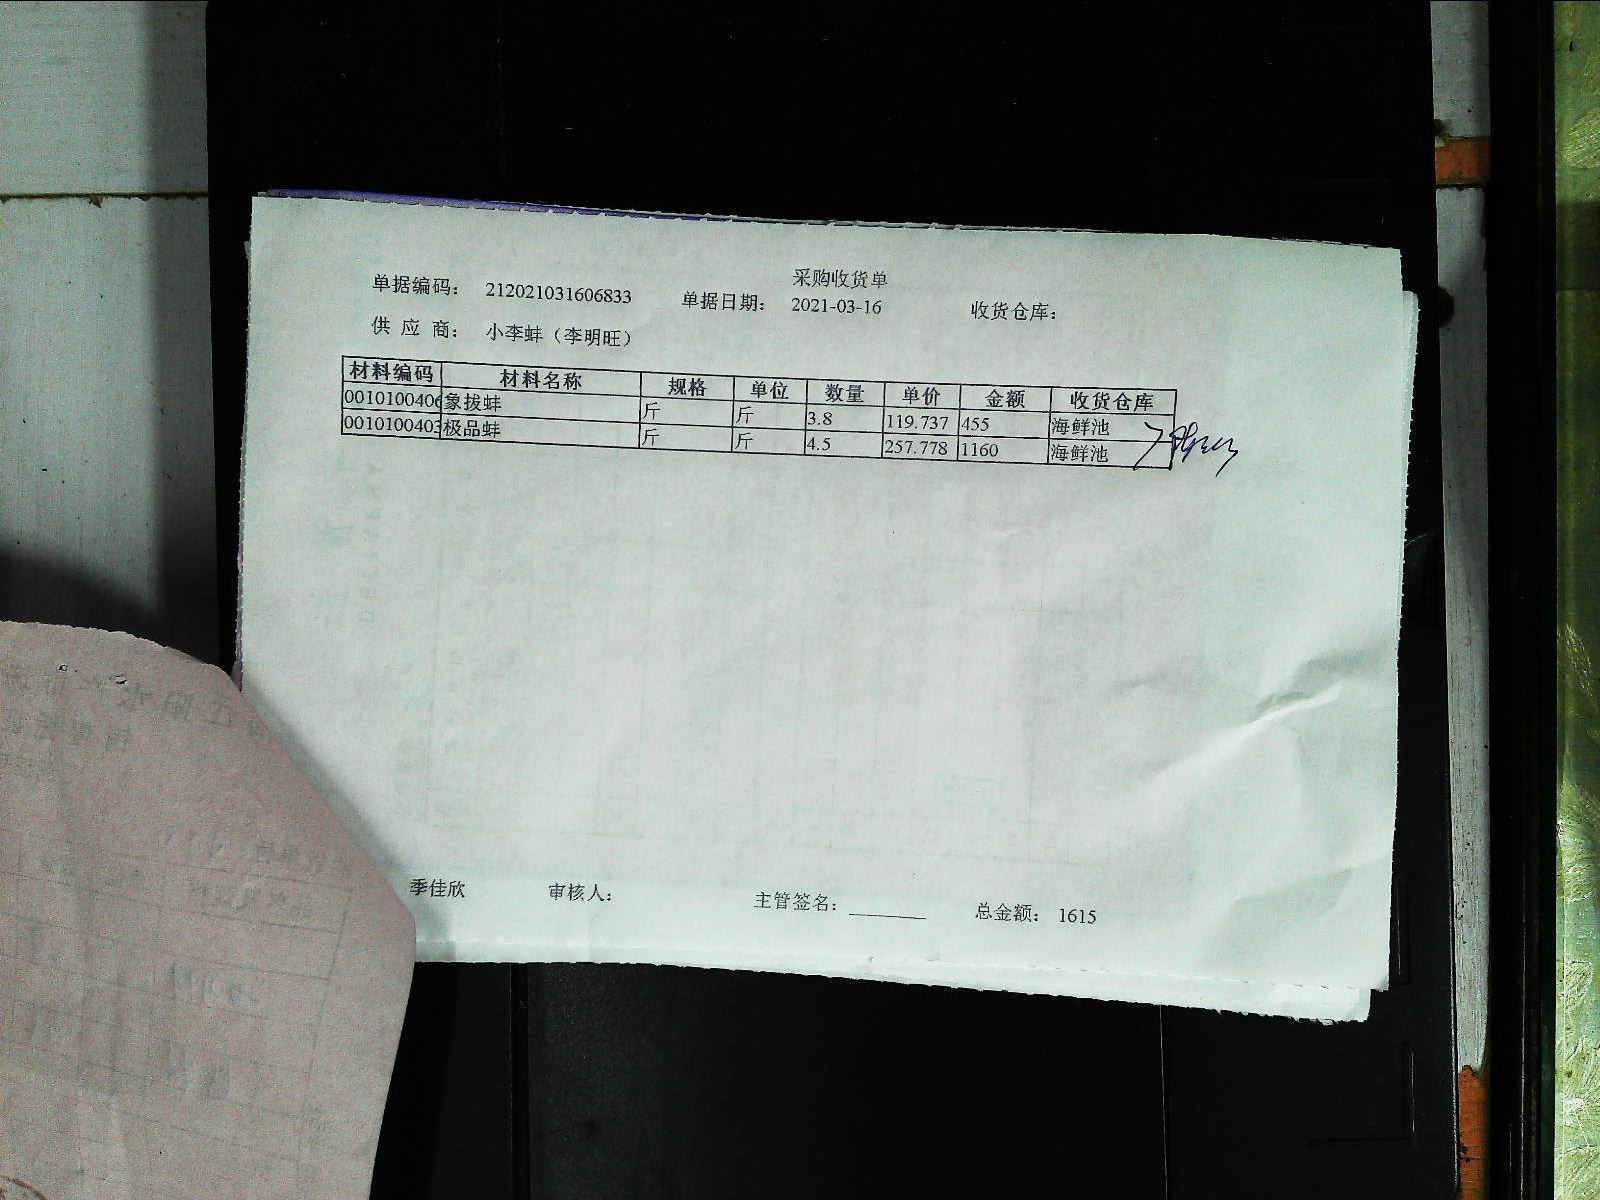 采购收货单
单据编码： 212021031606833 单据日期： 2021-03-16 收货仓库：
供 应 商： 小李蚌（李明旺）
材料编码 材料名称 规格 单位 数量 单价 金额 收货仓库
0010100406 象拔蚌 斤 斤 3.8 119.737 455 海鲜池
0010100403 极品蚌 斤 斤 4.5 257.778 1160 海鲜池
季佳欣 审核人： 主管签名： 总金额： 1615